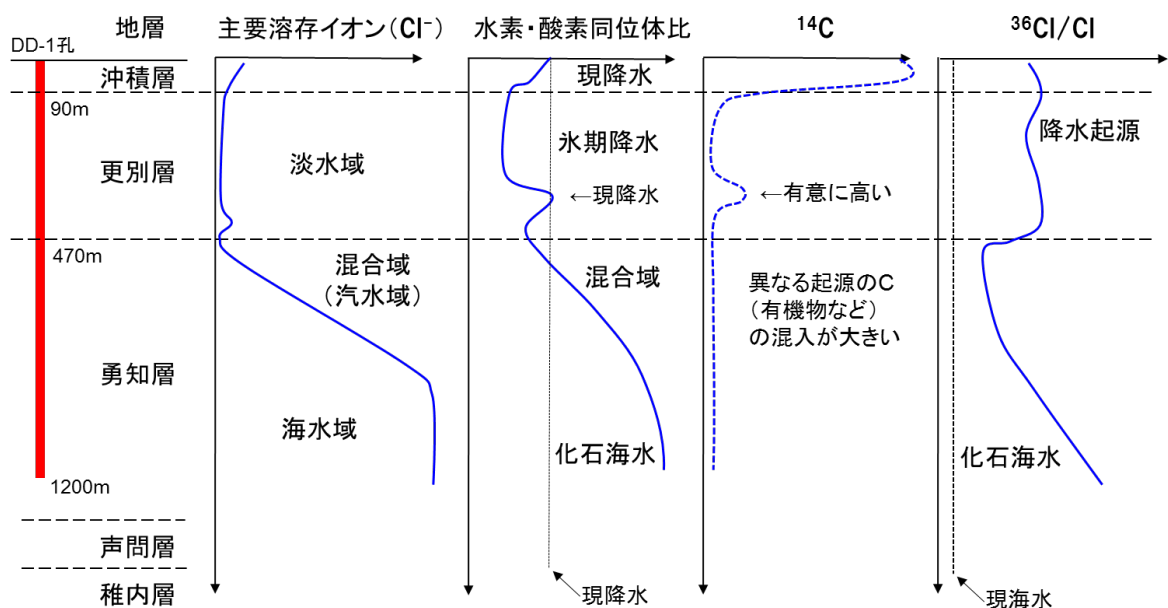 地層
主要溶存イオン(Cl⁻)
水素・酸素同位体比
¹⁴C
³⁶Cl/Cl
DD-1孔
沖積層
現降水
90m
氷期降水
降水起源
更別層
淡水域
←現降水
←有意に高い
470m
混合域
(汽水域)
混合域
異なる起源のC
(有機物など)
の混入が大きい
勇知層
海水域
化石海水
化石海水
1200m
声問層
稚内層
現降水
現海水